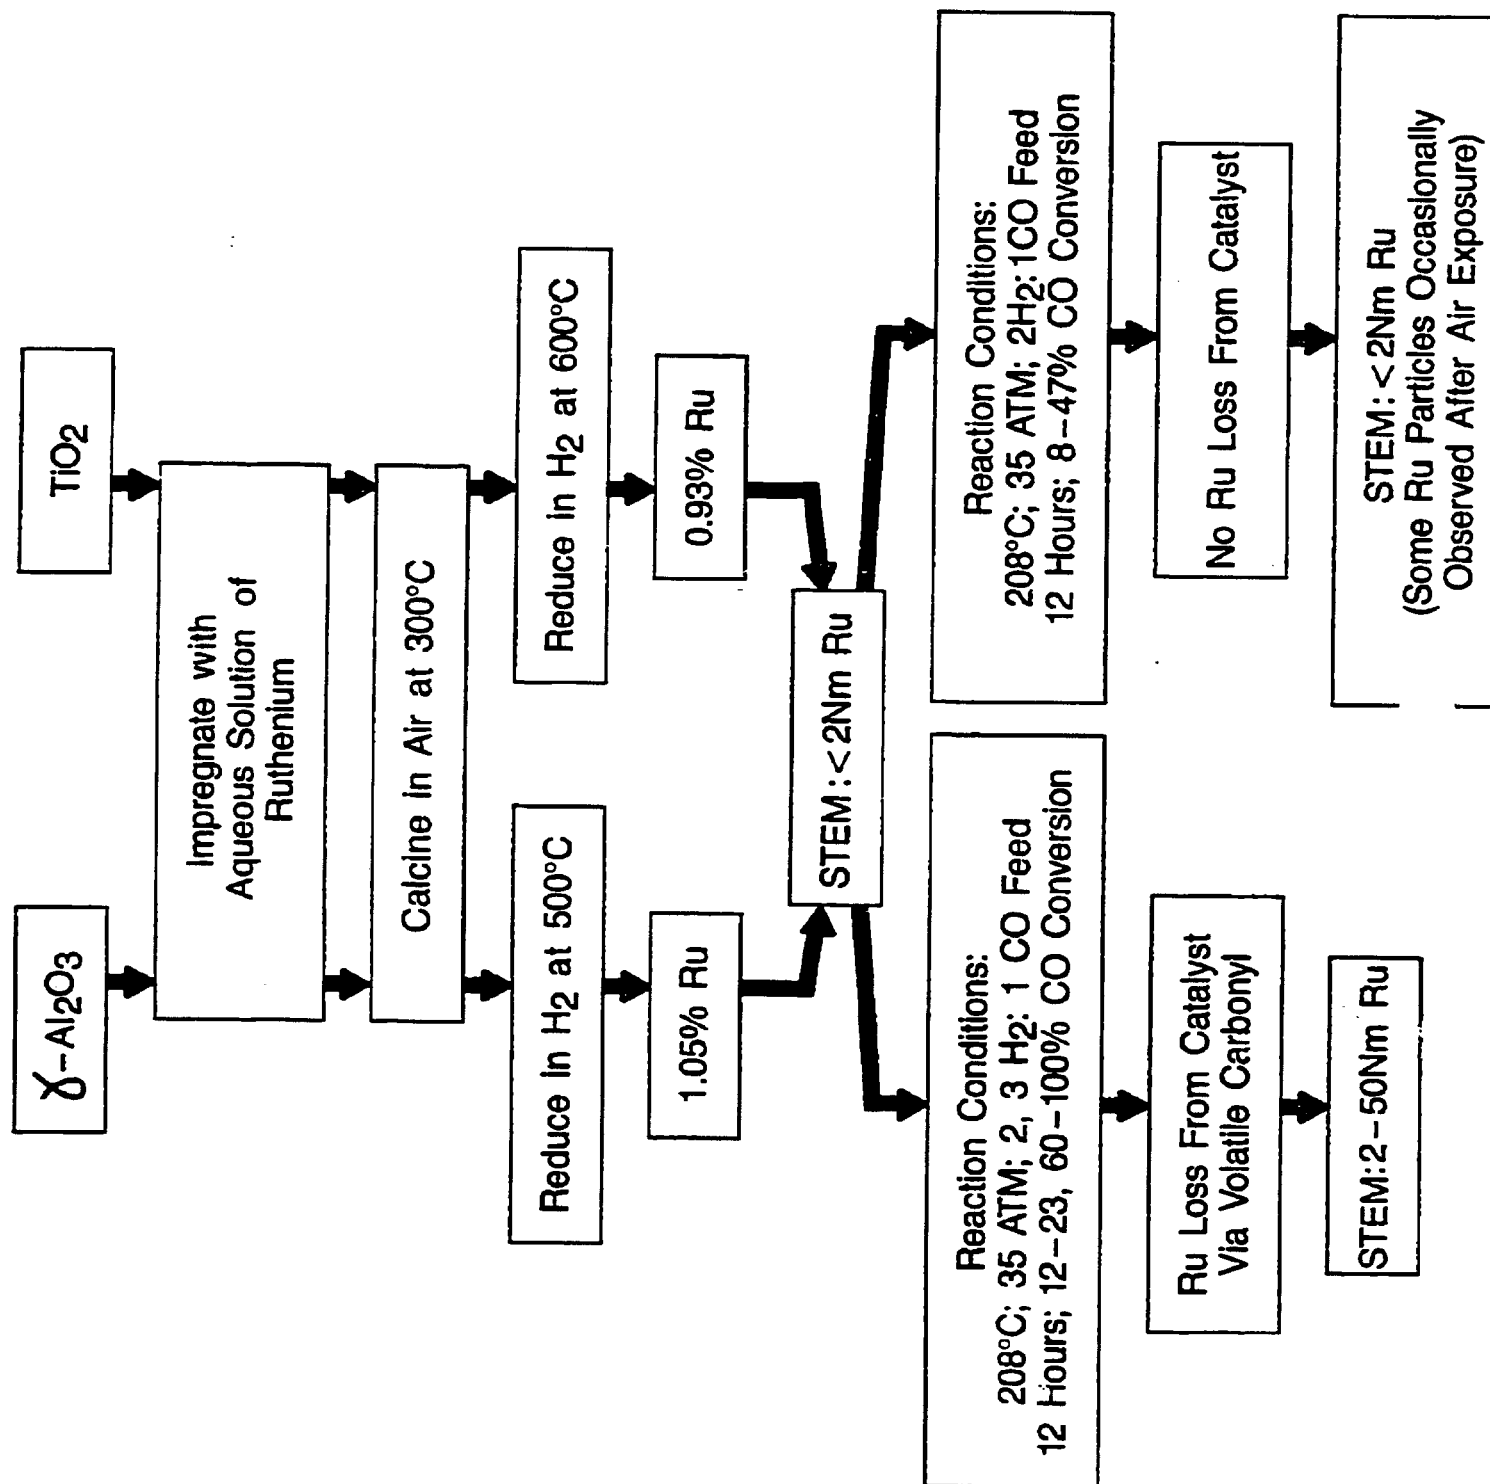 γ-Al2O3
TiO2
Impregnate with
Aqueous Solution of
Ruthenium
Calcine in Air at 300°C
Reduce in H2 at 500°C
Reduce in H2 at 600°C
1.05% Ru
0.93% Ru
STEM:<2Nm Ru
Reaction Conditions:
208°C; 35 ATM; 2, 3 H2: 1 CO Feed
12 Hours; 12-23, 60-100% CO Conversion
Reaction Conditions:
208°C; 35 ATM; 2H2:1CO Feed
12 Hours; 8-47% CO Conversion
Ru Loss From Catalyst
Via Volatile Carbonyl
No Ru Loss From Catalyst
STEM:2-50Nm Ru
STEM:<2Nm Ru
(Some Ru Particles Occasionally
Observed After Air Exposure)